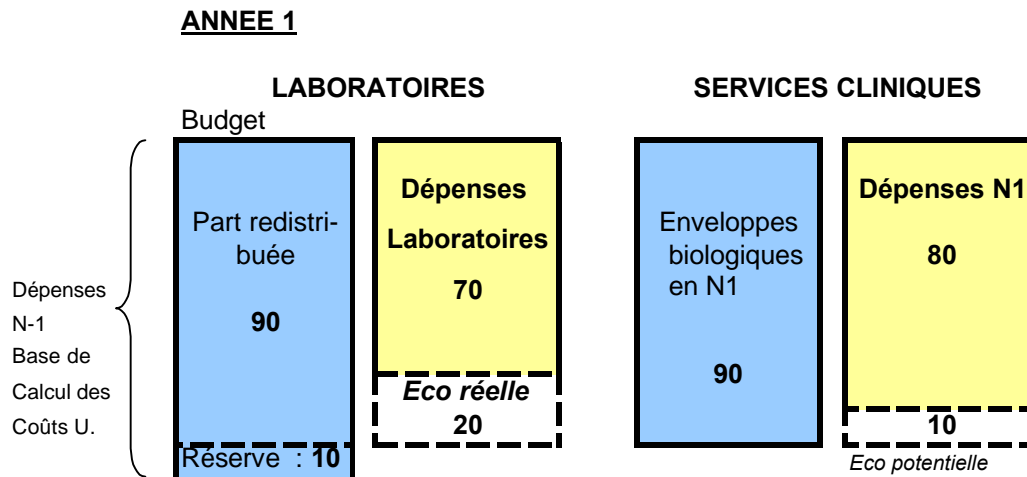 ANNEE 1
LABORATOIRES
SERVICES CLINIQUES
Budget
Dépenses
N-1
Base de
Calcul des
Coûts U.
Part redistri-
buée
90
Réserve : 10
Dépenses
Laboratoires
70
Eco réelle
20
Enveloppes
biologiques
en N1
90
Dépenses N1
80
10
Eco potentielle